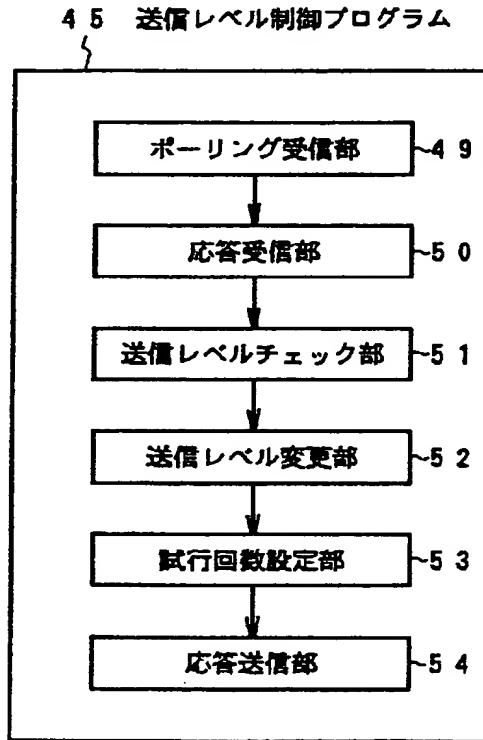 45 送信レベル制御プログラム
ポーリング受信部 49
応答受信部 50
送信レベルチェック部 51
送信レベル変更部 52
試行回数設定部 53
応答送信部 54